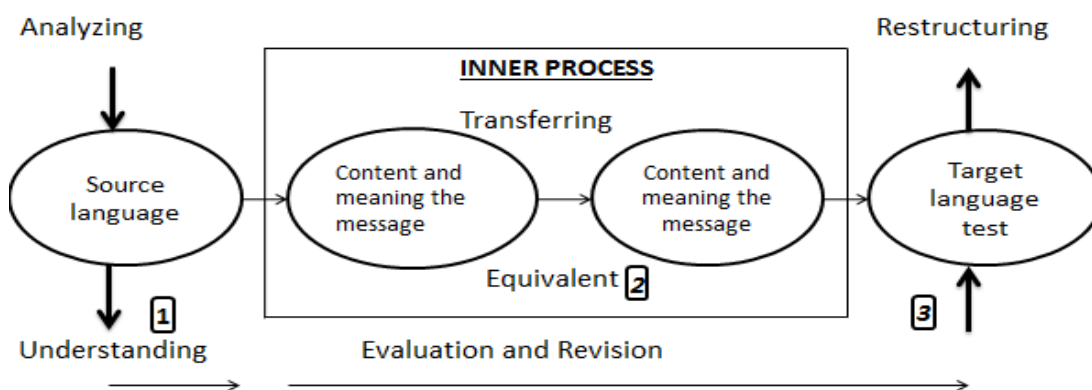 Analyzing
Restructuring
INNER PROCESS
Transferring
Source
language
Content and
meaning the
message
Content and
meaning the
message
Target
language
test
Equivalent 2
1
3
Understanding
Evaluation and Revision